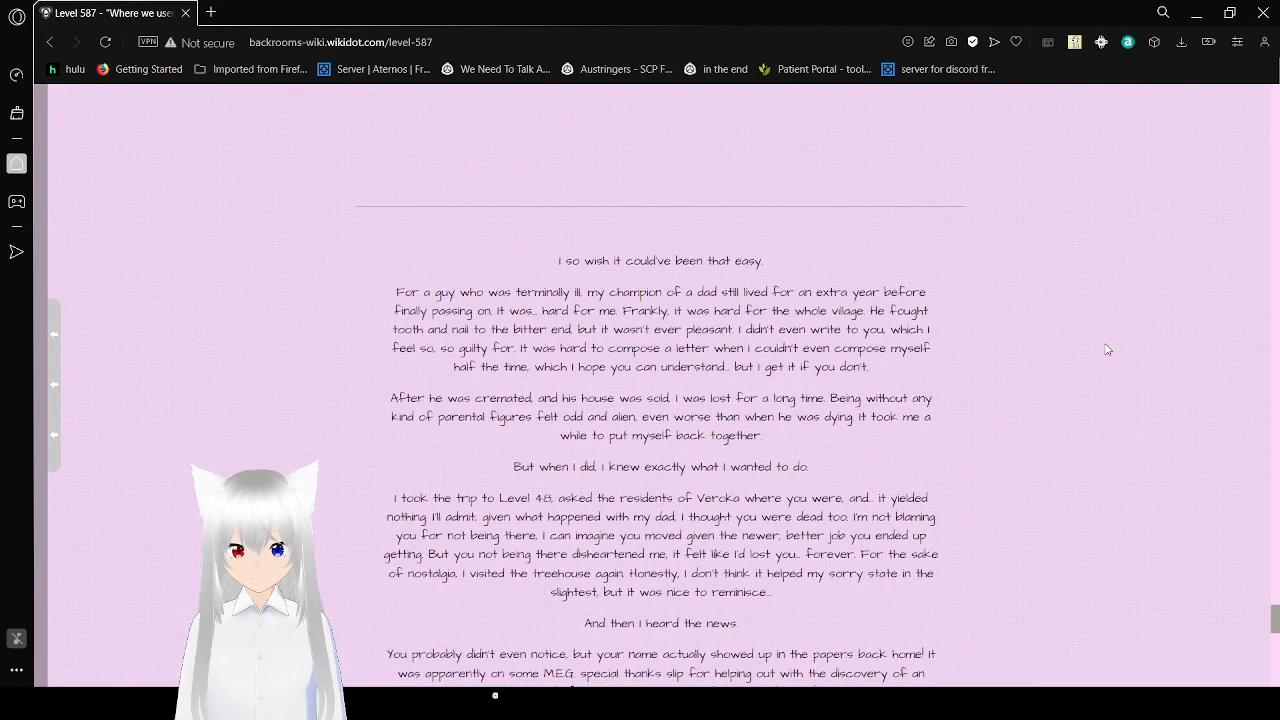 Level 587 - "Where we use
VPN
Not secure
backrooms-wiki.wikidot.com/level-587
hulu
Getting Started
Imported from Firef...
Server | Aternos | Fr...
We Need To Talk A...
Austringers - SCP F...
in the end
Patient Portal - tool...
server for discord fr...
I so wish it could've been that easy.
For a guy who was terminally ill, my champion of a dad still lived for an extra year before
finally passing on. It was... hard for me. Frankly, it was hard for the whole village. He fought
tooth and nail to the bitter end, but it wasn't ever pleasant. I didn't even write to you, which I
feel so, so guilty for. It was hard to compose a letter when I couldn't even compose myself
half the time, which I hope you can understand... but I get it if you don't.
After he was cremated, and his house was sold, I was lost for a long time. Being without any
kind of parental figures felt odd and alien, even worse than when he was dying. It took me a
while to put myself back together.
But when I did, I knew exactly what I wanted to do.
I took the trip to Level 48, asked the residents of Veroka where you were, and... it yielded
nothing. I'll admit, given what happened with my dad, I thought you were dead too. I'm not blaming
you for not being there, I can imagine you moved given the newer, better job you ended up
getting. But you not being there disheartened me, it felt like I'd lost you... forever. For the sake
of nostalgia, I visited the treehouse again. Honestly, I don't think it helped my sorry state in the
slightest, but it was nice to reminisce...
And then I heard the news.
You probably didn't even notice, but your name actually showed up in the papers back home! It
was apparently on some M.E.G. special thanks slip for helping out with the discovery of an